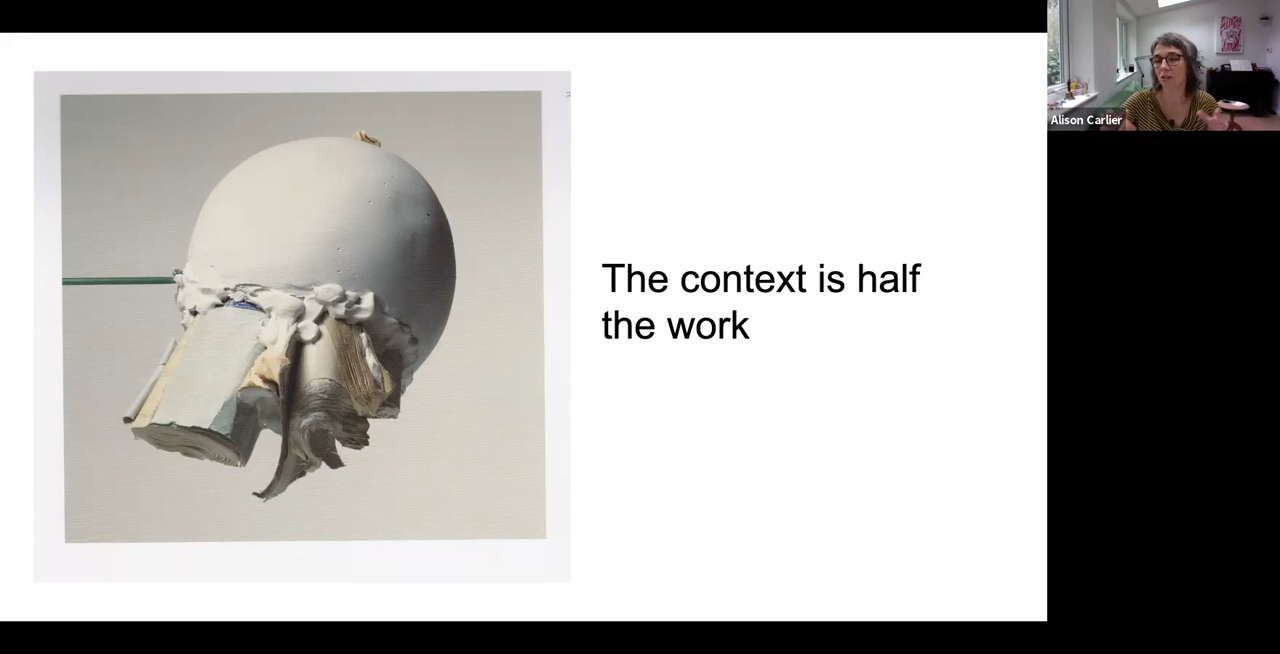 The context is half
the work
Alison Carlier